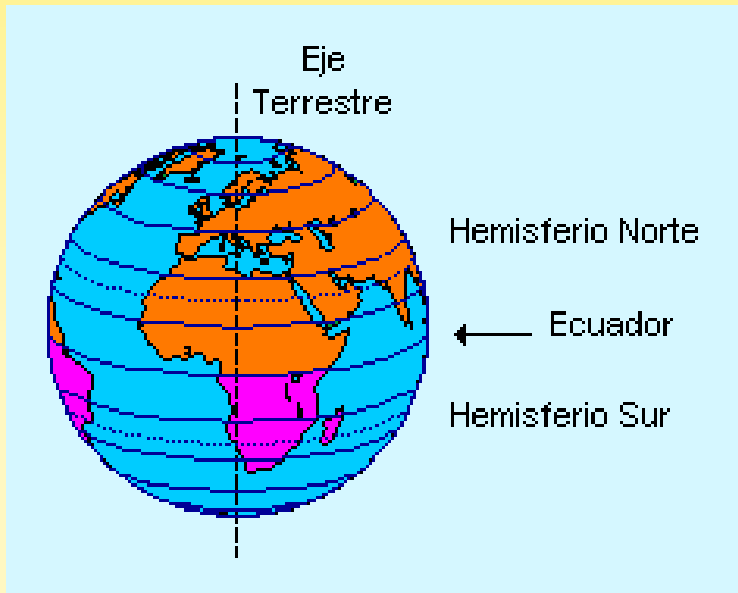 Eje
Terrestre
Hemisferio Norte
Ecuador
Hemisferio Sur